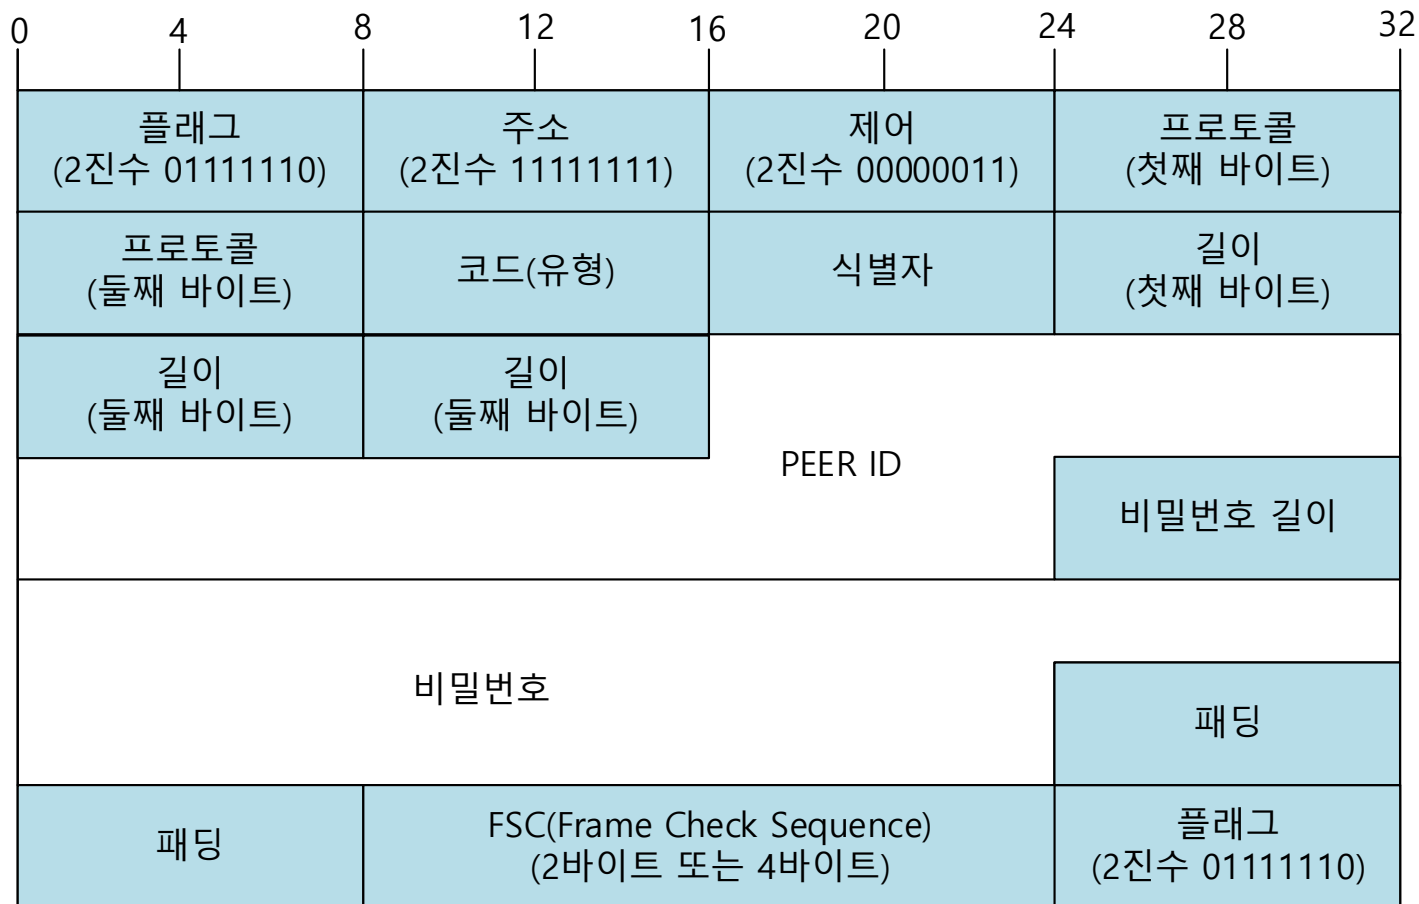 0 4 8 12 16 20 24 28 32
플래그 주소 제어 프로토콜
(2진수 01111110) (2진수 11111111) (2진수 00000011) (첫째 바이트)
프로토콜 코드(유형) 식별자 길이
(둘째 바이트) (첫째 바이트)
길이 길이
(둘째 바이트) (둘째 바이트)
PEER ID
비밀번호 길이
비밀번호
패딩
패딩 FSC(Frame Check Sequence) 플래그
(2바이트 또는 4바이트) (2진수 01111110)